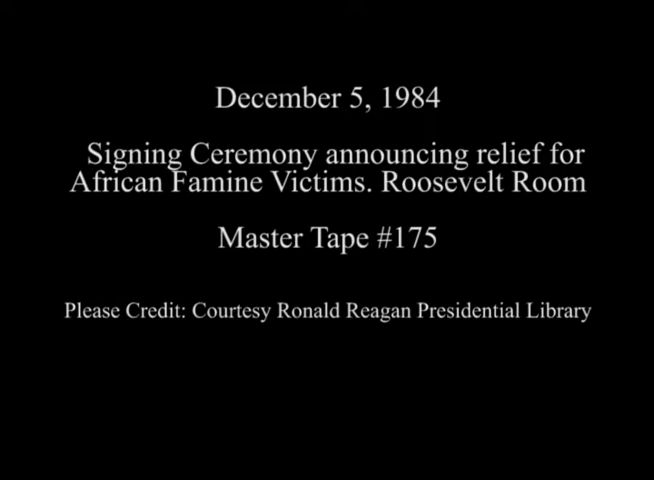 December 5, 1984
Signing Ceremony announcing relief for
African Famine Victims. Roosevelt Room
Master Tape #175
Please Credit: Courtesy Ronald Reagan Presidential Library